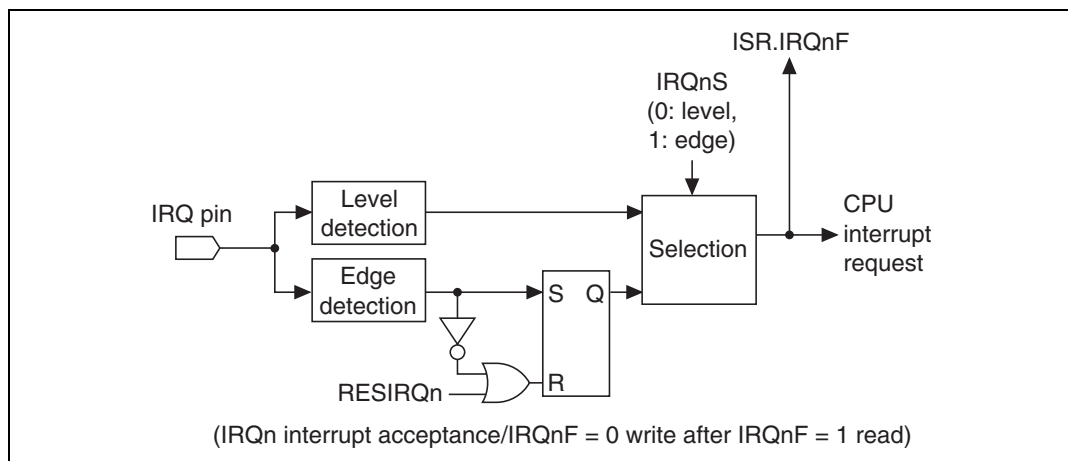 ISR.IRQnF
IRQnS
(0: level,
1: edge)
IRQ pin
Level
detection
Selection
CPU
interrupt
request
Edge
detection
S Q
R
RESIRQn
(IRQn interrupt acceptance/IRQnF = 0 write after IRQnF = 1 read)